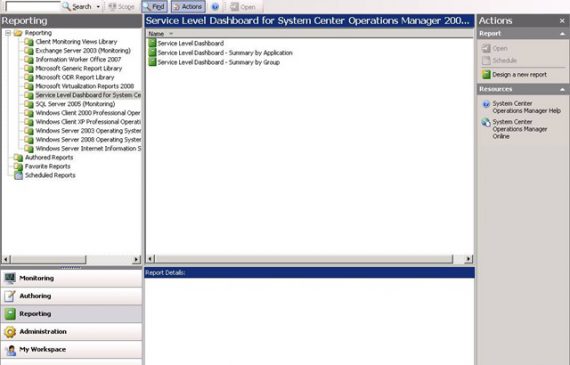 Search
Scope
Find
Actions
Open
Reporting
Reporting
Client Monitoring Views Library
Exchange Server 2003 (Monitoring)
Information Worker Office 2007
Microsoft Generic Report Library
Microsoft ODR Report Library
Microsoft Virtualization Reports 2008
Service Level Dashboard for System Ce
SQL Server 2005 (Monitoring)
Windows Client 2000 Professional Oper
Windows Client XP Professional Operati
Windows Server 2003 Operating System
Windows Server 2008 Operating System
Windows Server Internet Information S
Authored Reports
Favorite Reports
Scheduled Reports
Monitoring
Authoring
Reporting
Administration
My Workspace
Service Level Dashboard for System Center Operations Manager 200...
Name
Service Level Dashboard
Service Level Dashboard - Summary by Application
Service Level Dashboard - Summary by Group
Report Details:
Actions
Report
Open
Schedule
Design a new report
Resources
System Center
Operations Manager Help
System Center
Operations Manager
Online